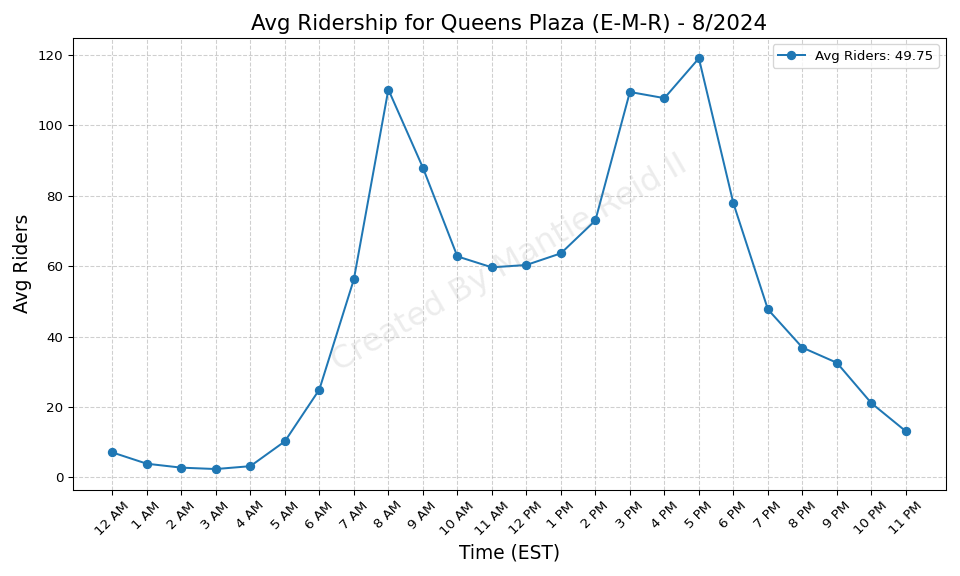 Avg Ridership for Queens Plaza (E-M-R) - 8/2024
Avg Riders: 49.75
120
100
80
60
40
20
0
Avg Riders
Created By Mantie Reid II
12 AM 1 AM 2 AM 3 AM 4 AM 5 AM 6 AM 7 AM 8 AM 9 AM 10 AM 11 AM 12 PM 1 PM 2 PM 3 PM 4 PM 5 PM 6 PM 7 PM 8 PM 9 PM 10 PM 11 PM
Time (EST)